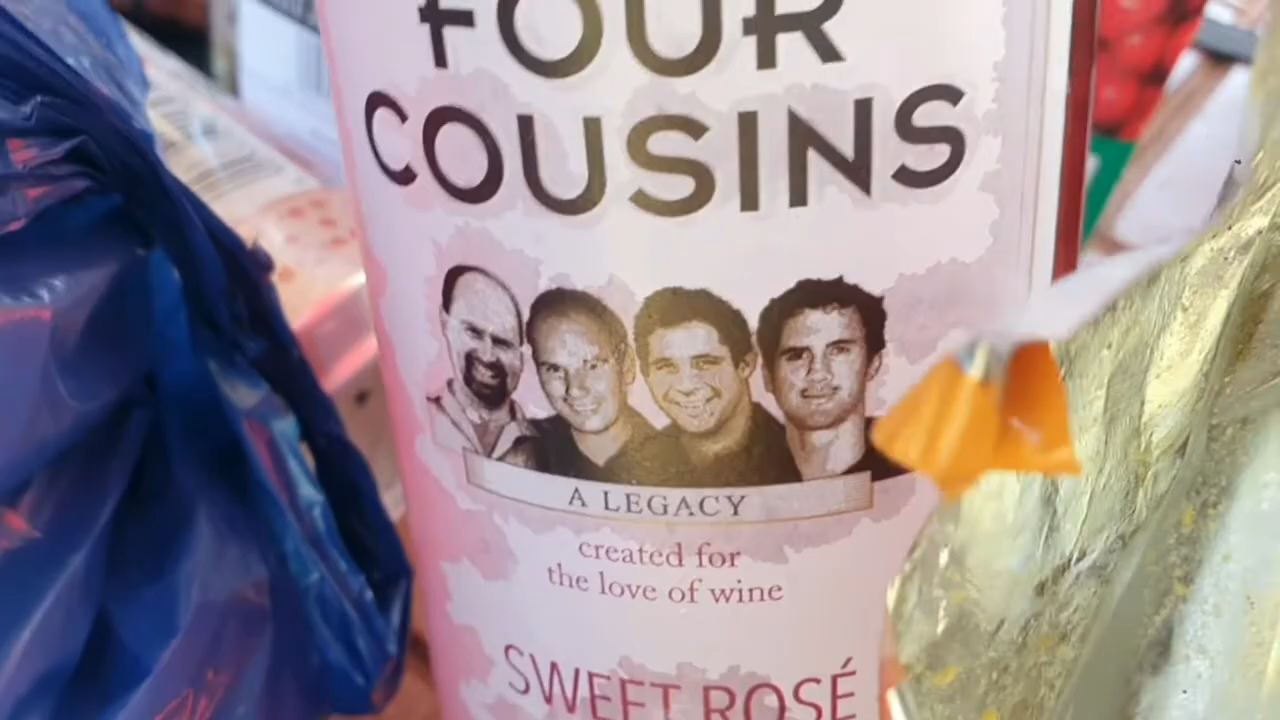 FOUR
COUSINS
A LEGACY
created for
the love of wine
SWEET ROSÉ